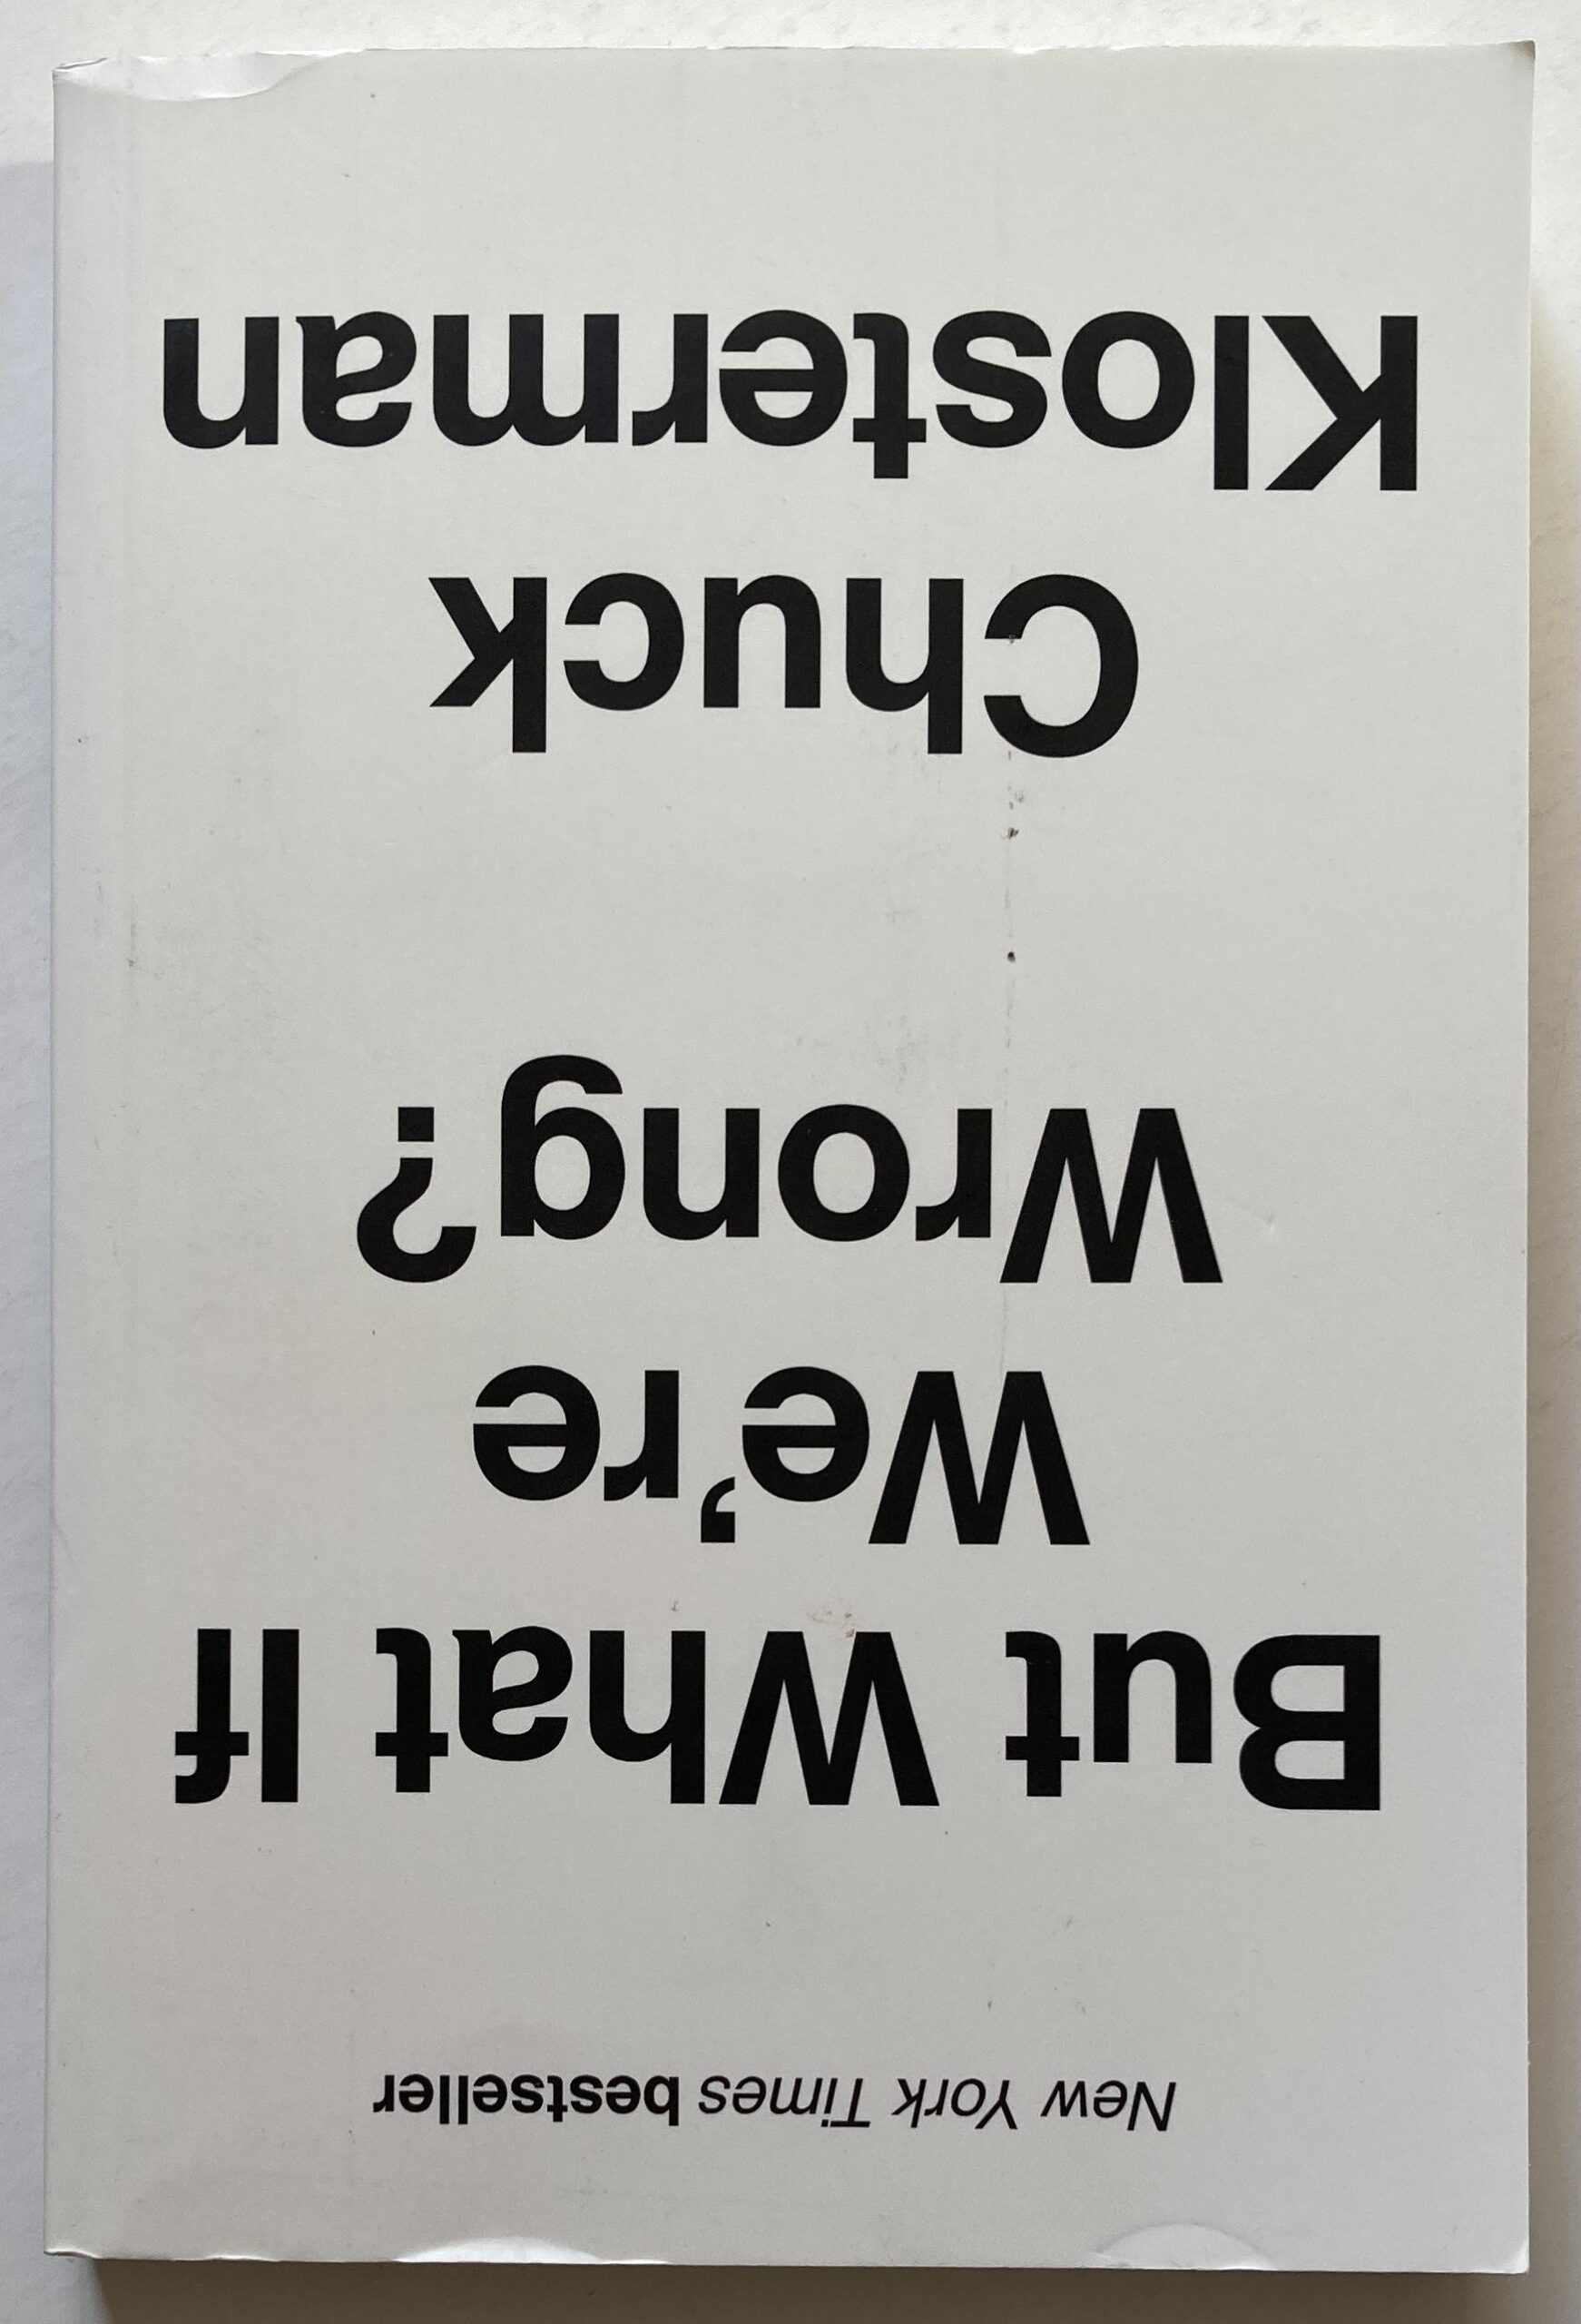 New York Times bestseller
But What If
We’re
Wrong?
Chuck
Klosterman